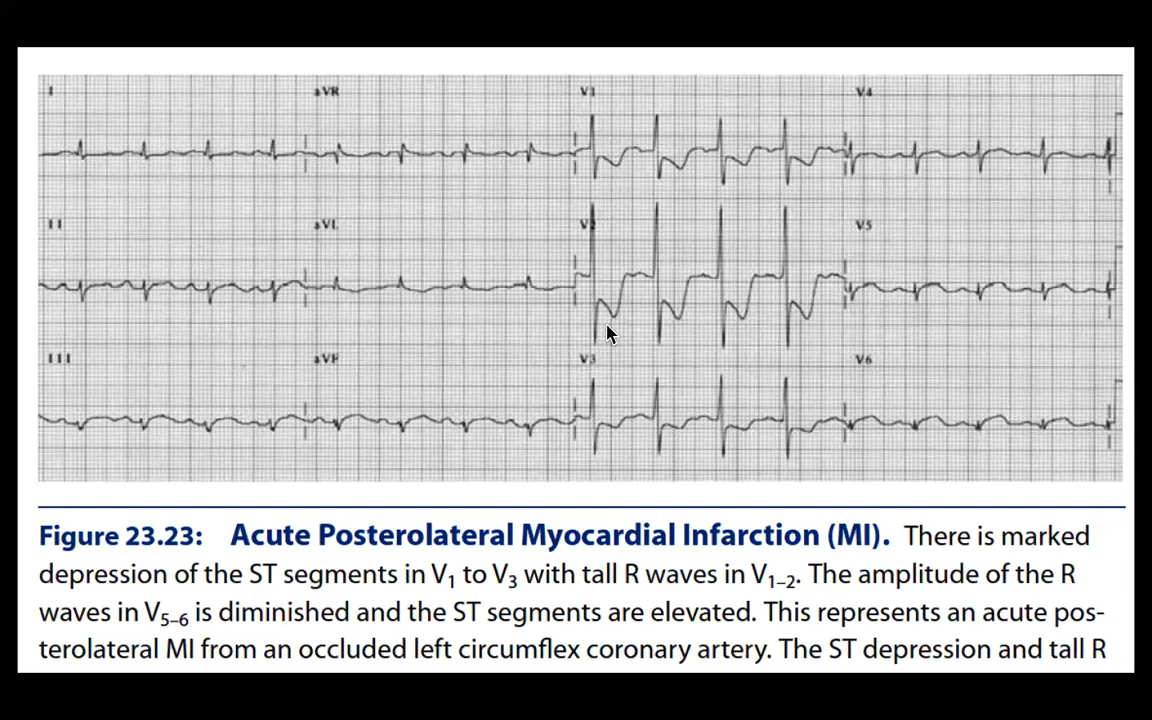 I aVR V1 V4
II aVL V2 V5
III aVF V3 V6
Figure 23.23: Acute Posterolateral Myocardial Infarction (MI). There is marked
depression of the ST segments in V1 to V3 with tall R waves in V1–2. The amplitude of the R
waves in V5–6 is diminished and the ST segments are elevated. This represents an acute pos-
terolateral MI from an occluded left circumflex coronary artery. The ST depression and tall R